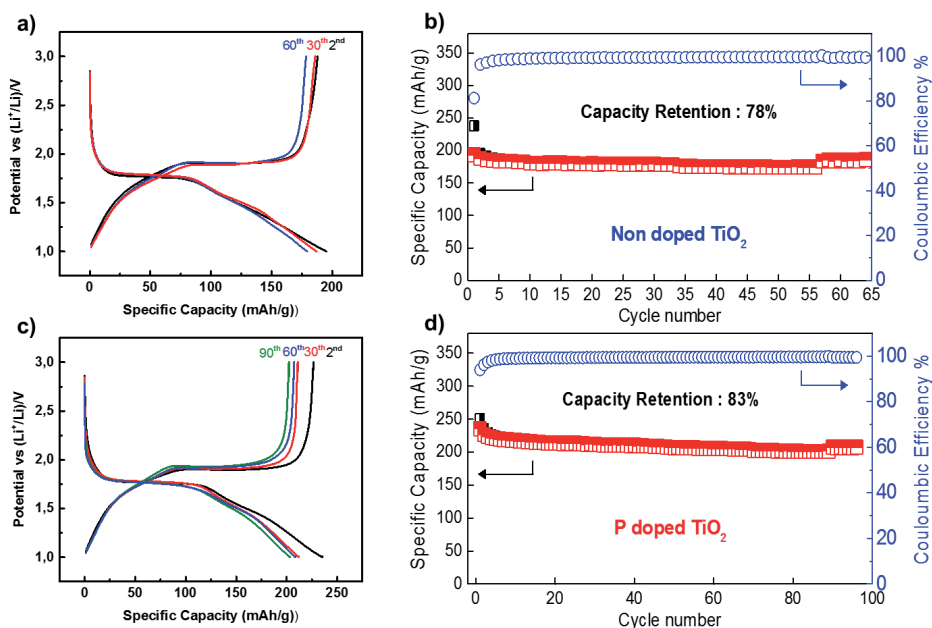 a)
60th 30th 2nd
3,0
2,5
2,0
1,5
1,0
Potential vs (Li+/Li)/V
0 50 100 150 200
Specific Capacity (mAh/g))
b)
350
300
250
200
150
100
50
0
Specific Capacity (mAh/g)
Capacity Retention : 78%
Non doped TiO2
100
80
60
40
20
0
Couloumbic Efficiency %
0 5 10 15 20 25 30 35 40 45 50 55 60 65
Cycle number
c)
90th 60th 30th 2nd
3,0
2,5
2,0
1,5
1,0
Potential vs (Li+/Li)/V
0 50 100 150 200 250
Specific Capacity (mAh/g))
d)
350
300
250
200
150
100
50
0
Specific Capacity (mAh/g)
Capacity Retention : 83%
P doped TiO2
100
80
60
40
20
0
Couloumbic Efficiency %
0 20 40 60 80 100
Cycle number